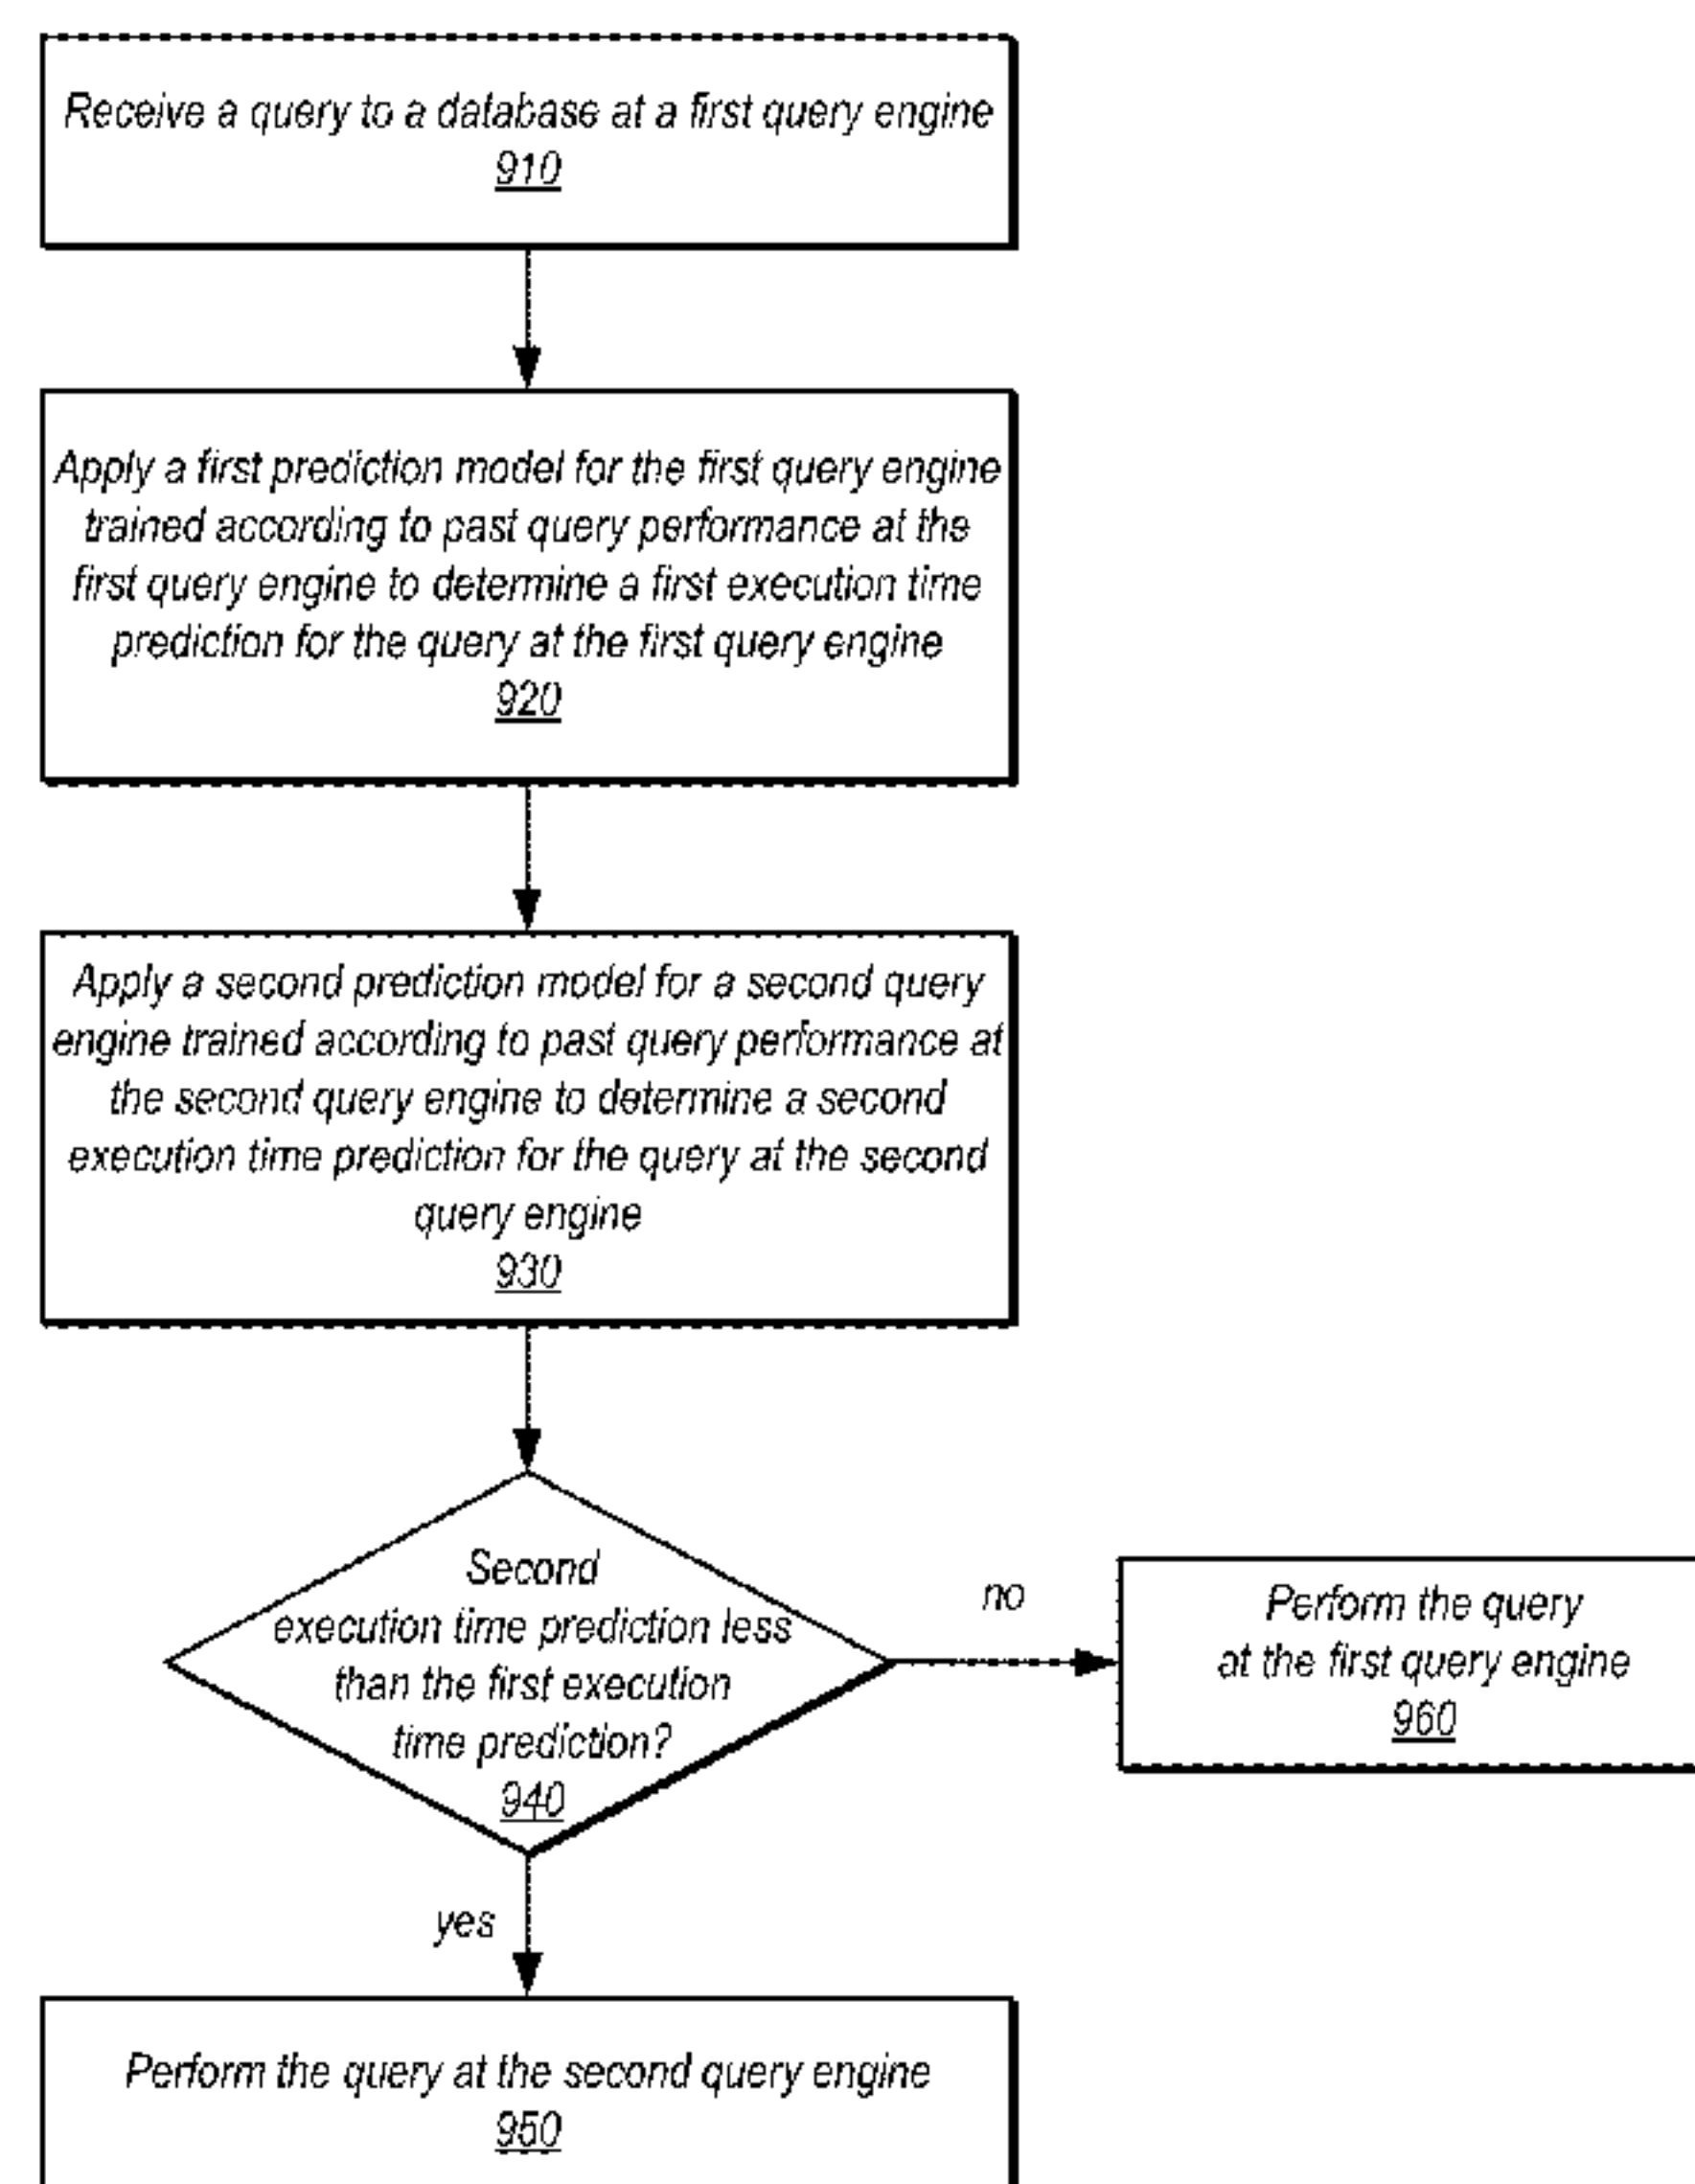 Receive a query to a database at a first query engine
910
Apply a first prediction model for the first query engine
trained according to past query performance at the
first query engine to determine a first execution time
prediction for the query at the first query engine
920
Apply a second prediction model for a second query
engine trained according to past query performance at
the second query engine to determine a second
execution time prediction for the query at the second
query engine
930
Second
execution time prediction less
than the first execution
time prediction?
940
no
Perform the query
at the first query engine
960
yes
Perform the query at the second query engine
950